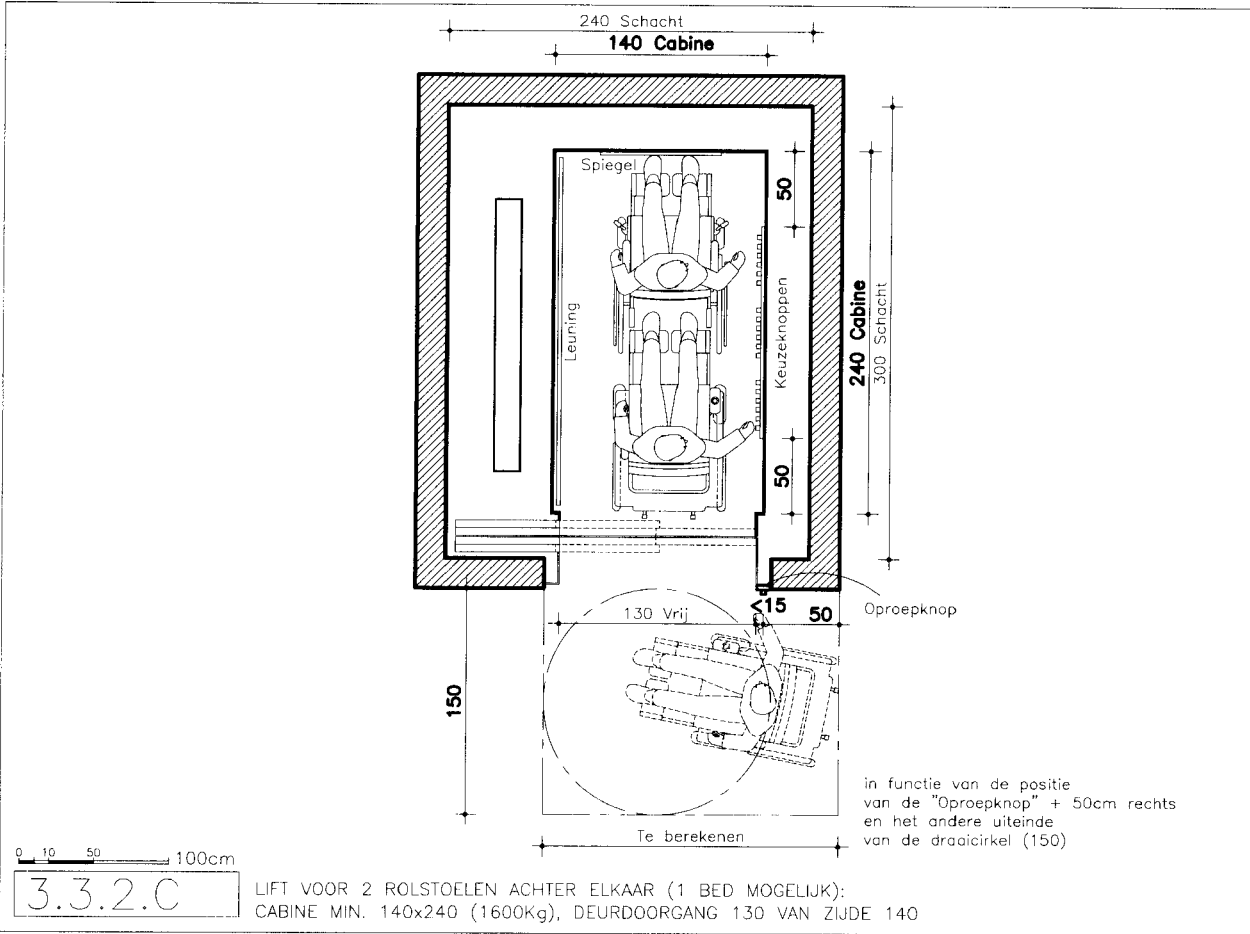 240 Schacht
140 Cabine
Spiegel
50
Leuning
Keuzeknoppen
240 Cabine
300 Schacht
50
Oproepknop
<15
130 Vrij
50
150
in functie van de positie
van de "Oproepknop" + 50cm rechts
en het andere uiteinde
van de draaicirkel (150)
Te berekenen
0 10 50 100cm
3.3.2.C
LIFT VOOR 2 ROLSTOELEN ACHTER ELKAAR (1 BED MOGELIJK):
CABINE MIN. 140x240 (1600Kg), DEURDOORGANG 130 VAN ZIJDE 140